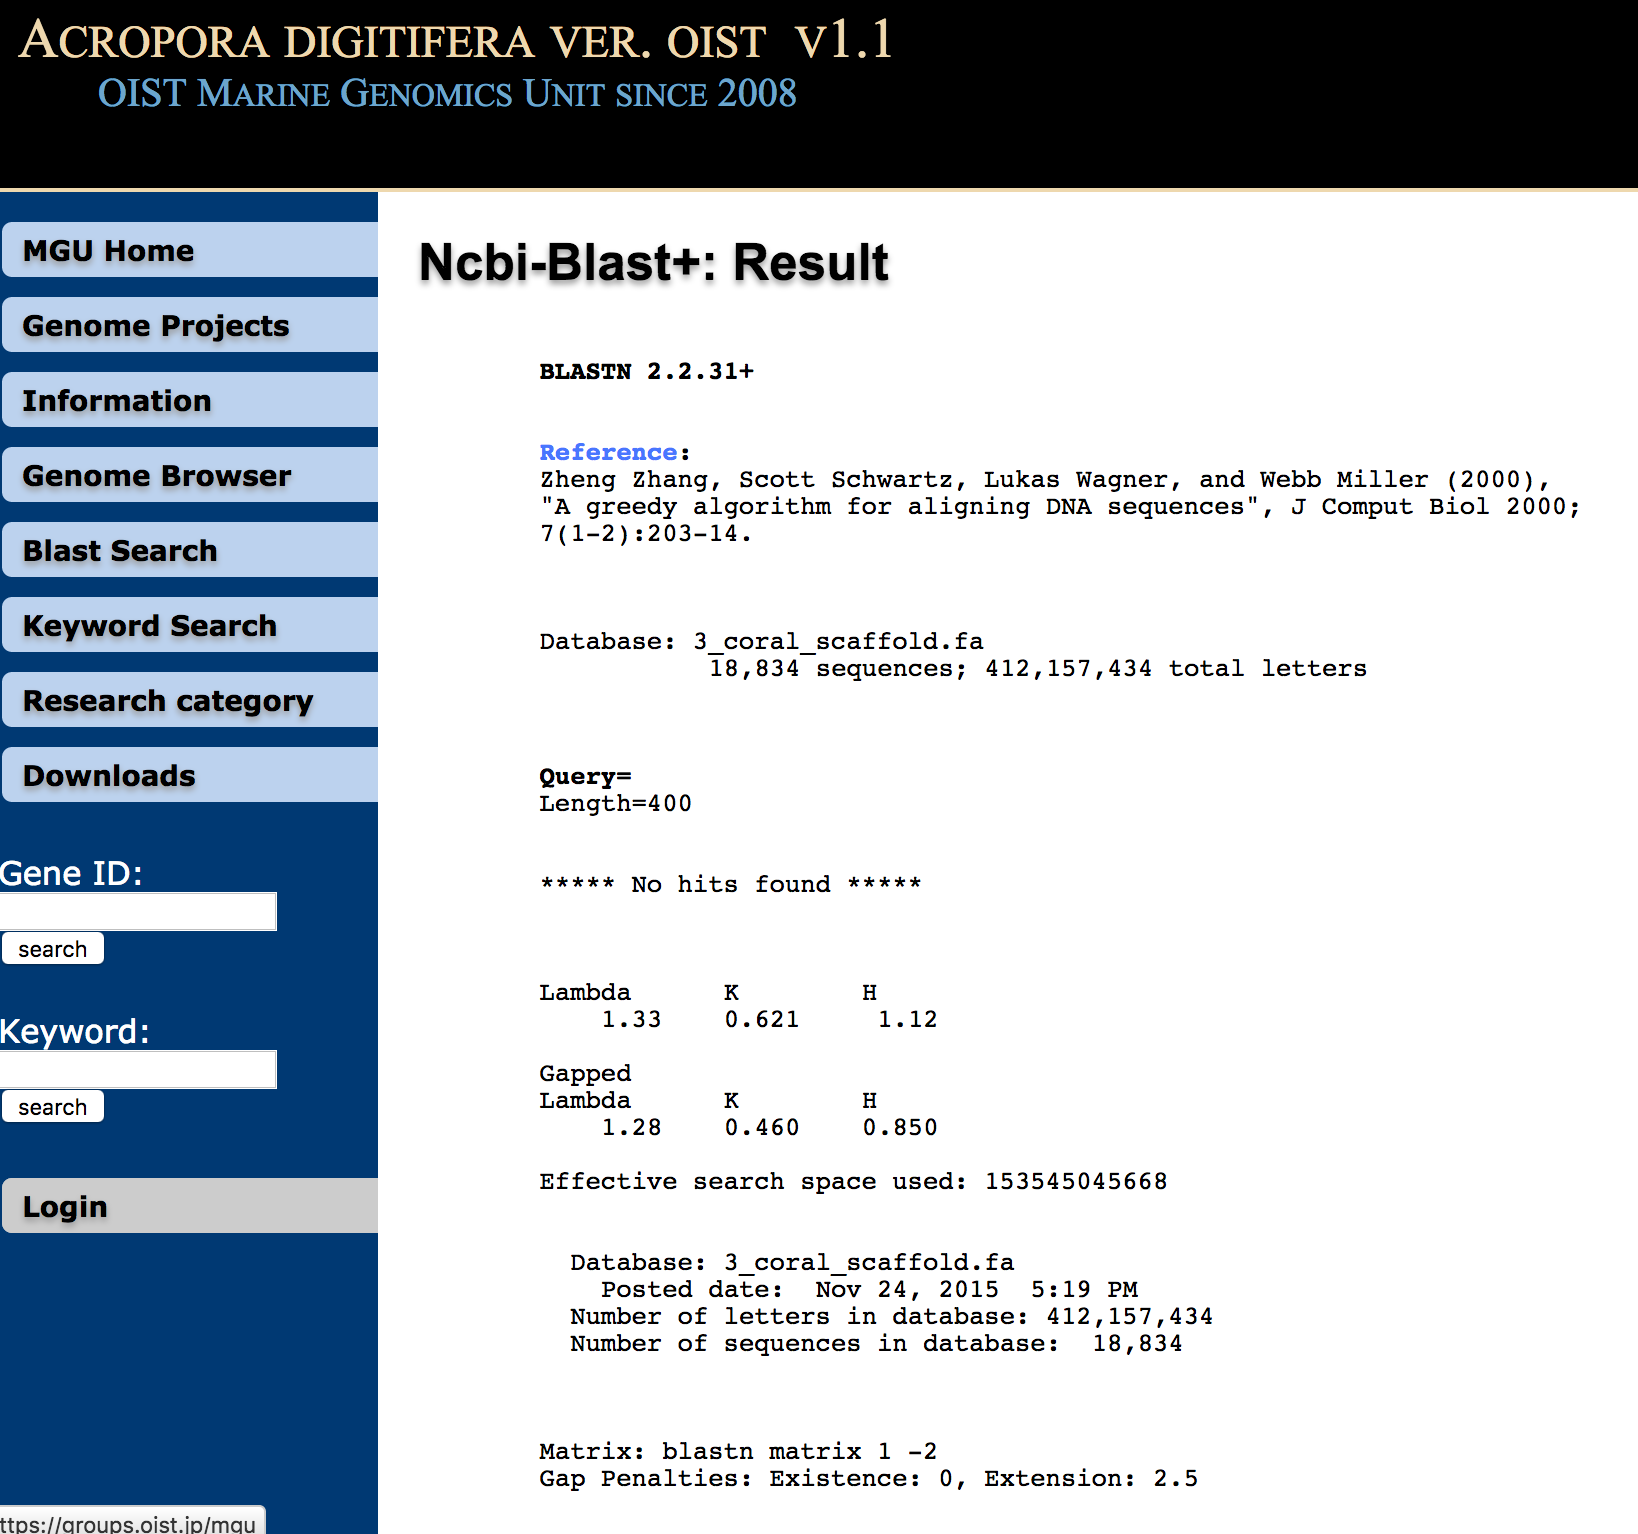 ACROPORA DIGITIFERA VER. OIST V1.1
OIST MARINE GENOMICS UNIT SINCE 2008
MGU Home
Genome Projects
Information
Genome Browser
Blast Search
Keyword Search
Research category
Downloads
Gene ID:
search
Keyword:
search
Login
ttps://groups.oist.jp/mgu
Ncbi-Blast+: Result
BLASTN 2.2.31+
Reference:
Zheng Zhang, Scott Schwartz, Lukas Wagner, and Webb Miller (2000),
"A greedy algorithm for aligning DNA sequences", J Comput Biol 2000;
7(1-2):203-14.
Database: 3_coral_scaffold.fa
18,834 sequences; 412,157,434 total letters
Query=
Length=400
***** No hits found *****
Lambda K H
1.33 0.621 1.12
Gapped
Lambda K H
1.28 0.460 0.850
Effective search space used: 153545045668
Database: 3_coral_scaffold.fa
Posted date: Nov 24, 2015 5:19 PM
Number of letters in database: 412,157,434
Number of sequences in database: 18,834
Matrix: blastn matrix 1 -2
Gap Penalties: Existence: 0, Extension: 2.5